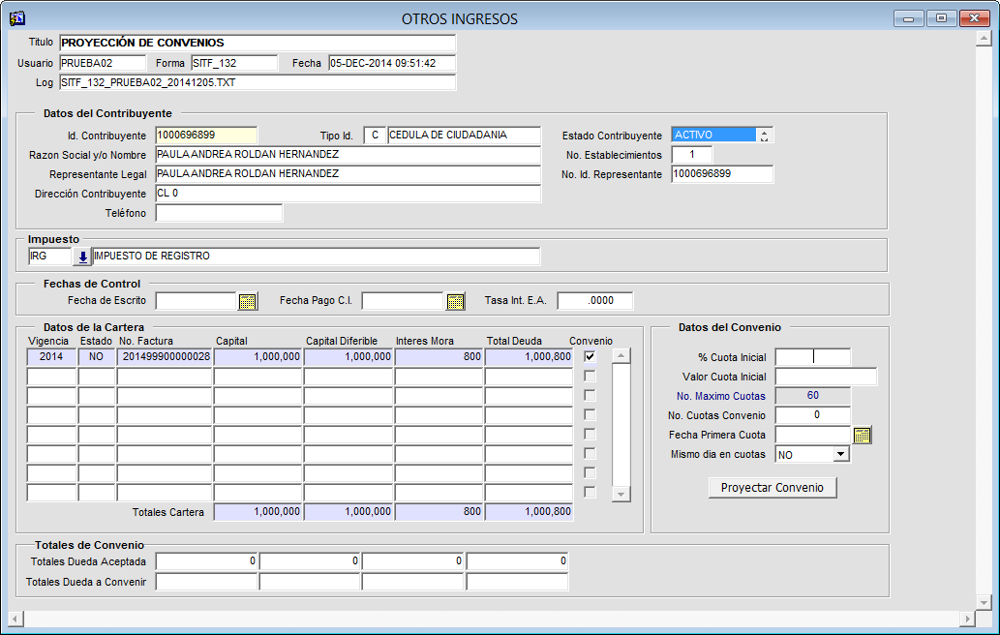 OTROS INGRESOS
Titulo PROYECCIÓN DE CONVENIOS
Usuario PRUEBA02 Forma SITF_132 Fecha 05-DEC-2014 09:51:42
Log SITF_132_PRUEBA02_20141205.TXT
Datos del Contribuyente
Id. Contribuyente 1000696899 Tipo Id. C CEDULA DE CIUDADANIA Estado Contribuyente ACTIVO
Razon Social y/o Nombre PAULA ANDREA ROLDAN HERNANDEZ No. Establecimientos 1
Representante Legal PAULA ANDREA ROLDAN HERNANDEZ No. Id. Representante 1000696899
Dirección Contribuyente CL 0
Teléfono
Impuesto
IRG IMPUESTO DE REGISTRO
Fechas de Control
Fecha de Escrito Fecha Pago C.I. Tasa Int. E.A. .0000
Datos de la Cartera
Vigencia Estado No. Factura Capital Capital Diferible Interes Mora Total Deuda Convenio
2014 NO 201499900000028 1,000,000 1,000,000 800 1,000,800
Totales Cartera 1,000,000 1,000,000 800 1,000,800
Datos del Convenio
% Cuota Inicial
Valor Cuota Inicial
No. Maximo Cuotas 60
No. Cuotas Convenio 0
Fecha Primera Cuota
Mismo dia en cuotas NO
Proyectar Convenio
Totales de Convenio
Totales Dueda Aceptada 0 0 0 0
Totales Dueda a Convenir